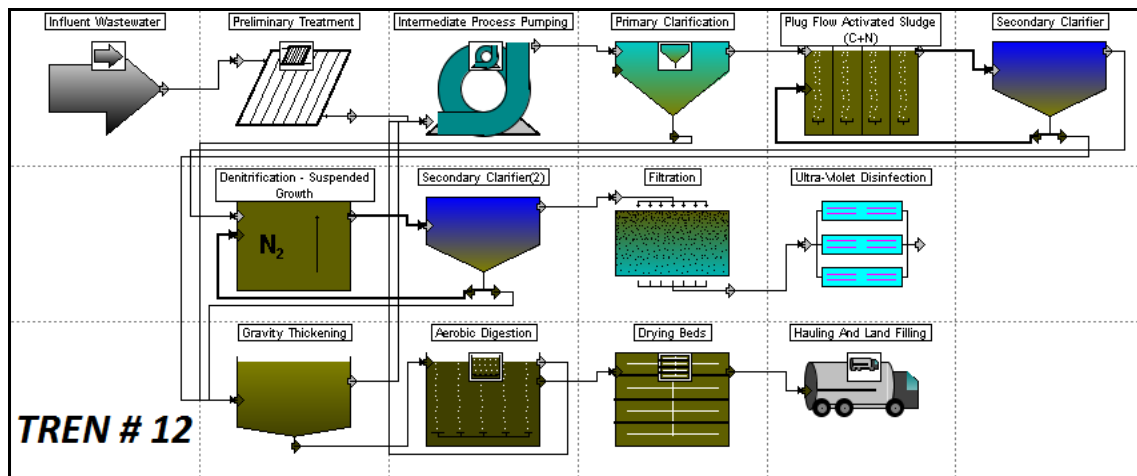 Influent Wastewater
Preliminary Treatment
Intermediate Process Pumping
Primary Clarification
Plug Flow Activated Sludge
(C+N)
Secondary Clarifier
Denitrification - Suspended
Growth
Secondary Clarifier(2)
Filtration
Ultra-Violet Disinfection
N2
Gravity Thickening
Aerobic Digestion
Drying Beds
Hauling And Land Filling
TREN # 12